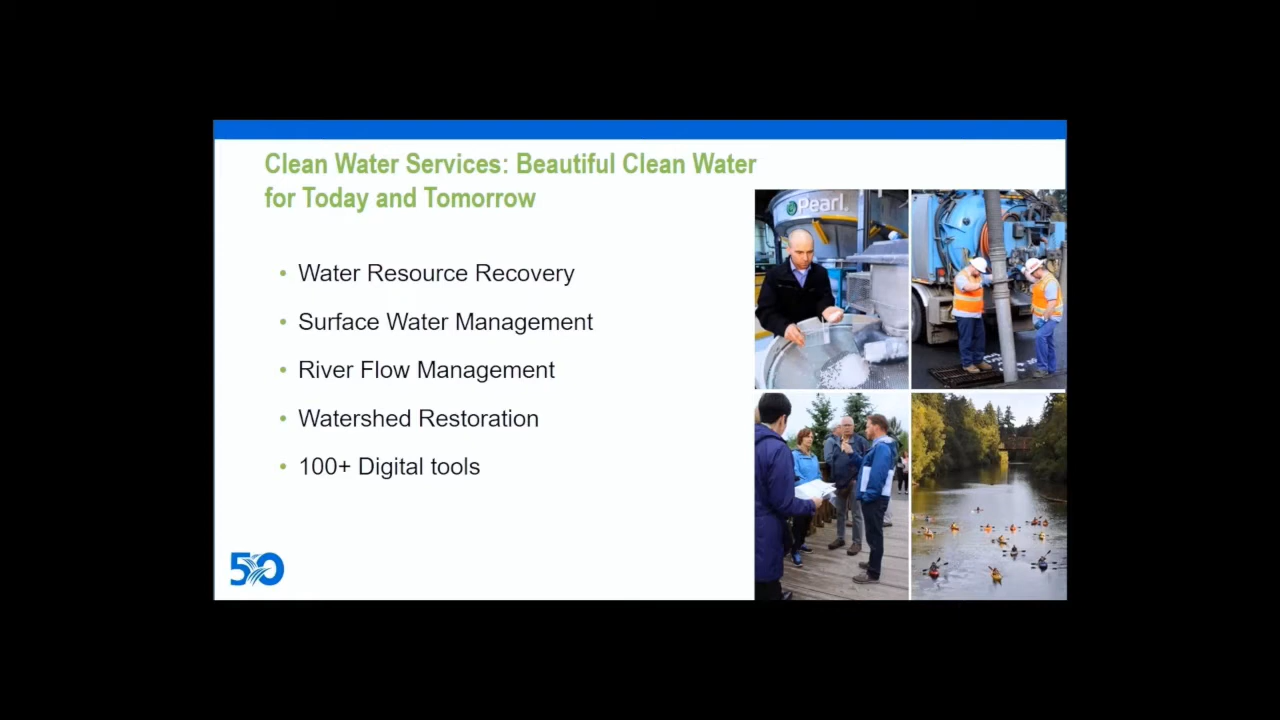 Clean Water Services: Beautiful Clean Water
for Today and Tomorrow
Pearl.
• Water Resource Recovery
• Surface Water Management
• River Flow Management
• Watershed Restoration
• 100+ Digital tools
50